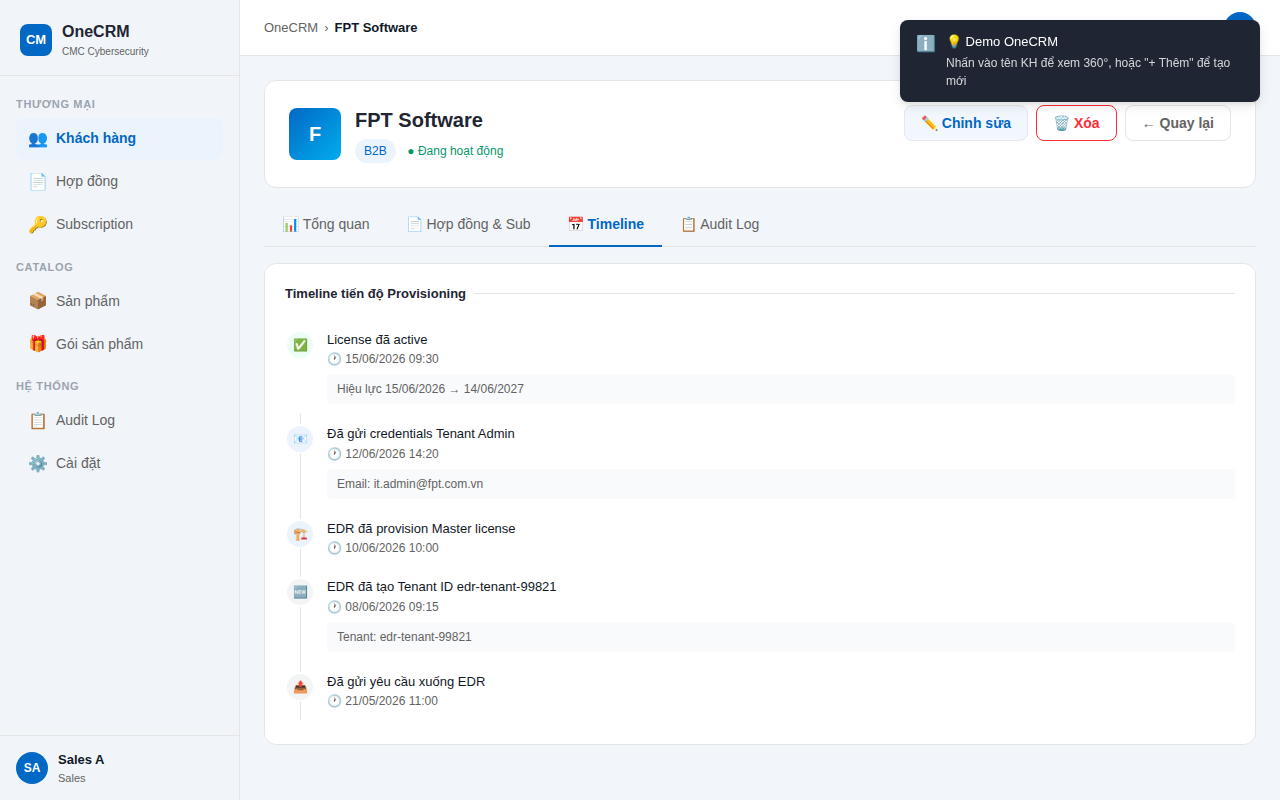 CM
OneCRM
CMC Cybersecurity
THƯƠNG MẠI
Khách hàng
Hợp đồng
Subscription
CATALOG
Sản phẩm
Gói sản phẩm
HỆ THỐNG
Audit Log
Cài đặt
SA
Sales A
Sales
OneCRM › FPT Software
💡 Demo OneCRM
Nhấn vào tên KH để xem 360°, hoặc "+ Thêm" để tạo
mới
F
FPT Software
B2B
● Đang hoạt động
✏️ Chỉnh sửa
🗑️ Xóa
← Quay lại
📊 Tổng quan
📄 Hợp đồng & Sub
📅 Timeline
📋 Audit Log
Timeline tiến độ Provisioning
License đã active
🕐 15/06/2026 09:30
Hiệu lực 15/06/2026 → 14/06/2027
Đã gửi credentials Tenant Admin
🕐 12/06/2026 14:20
Email: it.admin@fpt.com.vn
EDR đã provision Master license
🕐 10/06/2026 10:00
EDR đã tạo Tenant ID edr-tenant-99821
🕐 08/06/2026 09:15
Tenant: edr-tenant-99821
Đã gửi yêu cầu xuống EDR
🕐 21/05/2026 11:00